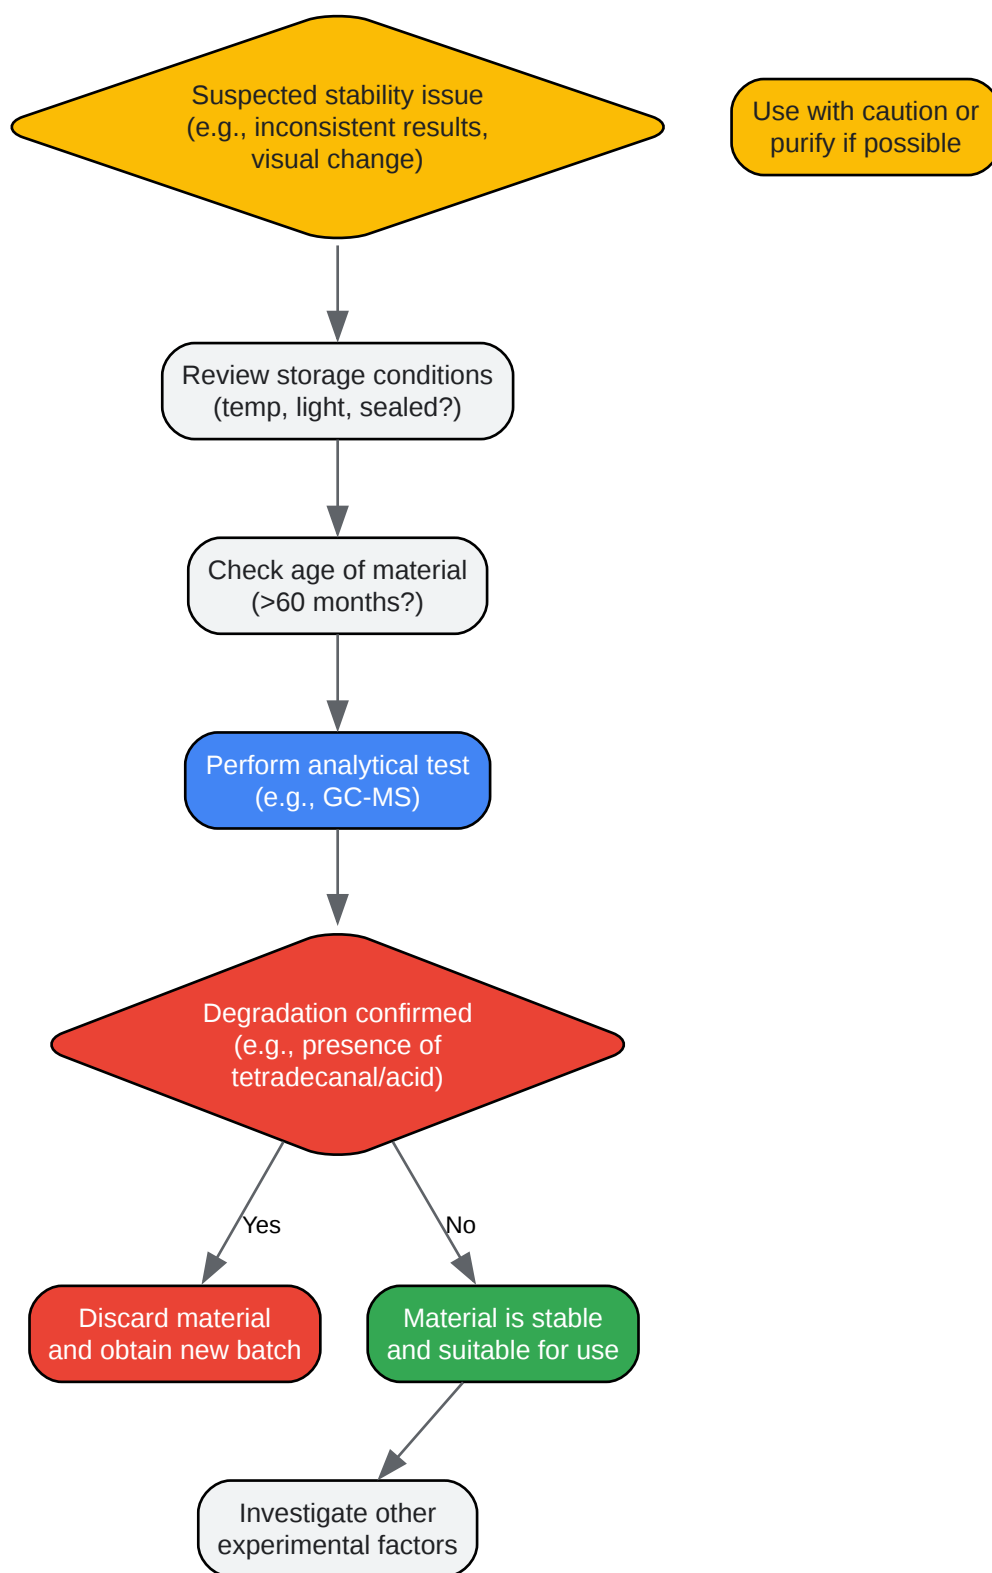 Suspected stability issue
(e.g., inconsistent results,
visual change)
Use with caution or
purify if possible
Review storage conditions
(temp, light, sealed?)
Check age of material
(>60 months?)
Perform analytical test
(e.g., GC-MS)
Degradation confirmed
(e.g., presence of
tetradecanal/acid)
Yes
No
Discard material
and obtain new batch
Material is stable
and suitable for use
Investigate other
experimental factors